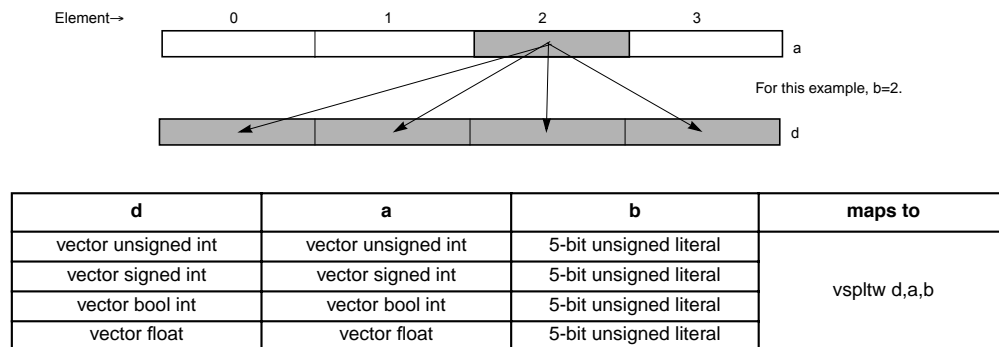 Element→ 0 1 2 3
a
For this example, b=2.
d
d a b maps to
vector unsigned int vector unsigned int 5-bit unsigned literal
vector signed int vector signed int 5-bit unsigned literal
vspltw d,a,b
vector bool int vector bool int 5-bit unsigned literal
vector float vector float 5-bit unsigned literal